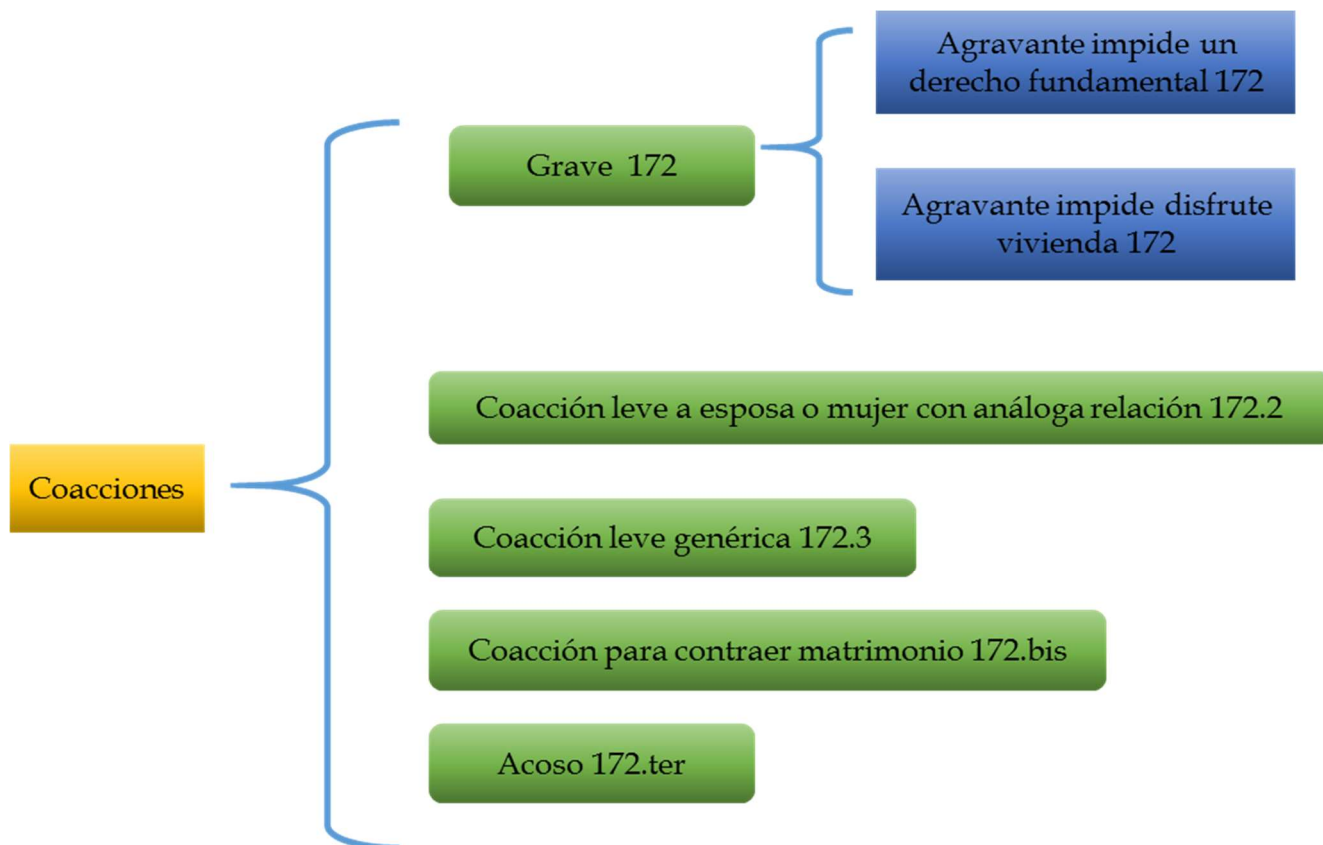 Coacciones
Grave 172
Agravante impide un
derecho fundamental 172
Agravante impide disfrute
vivienda 172
Coacción leve a esposa o mujer con análoga relación 172.2
Coacción leve genérica 172.3
Coacción para contraer matrimonio 172.bis
Acoso 172.ter